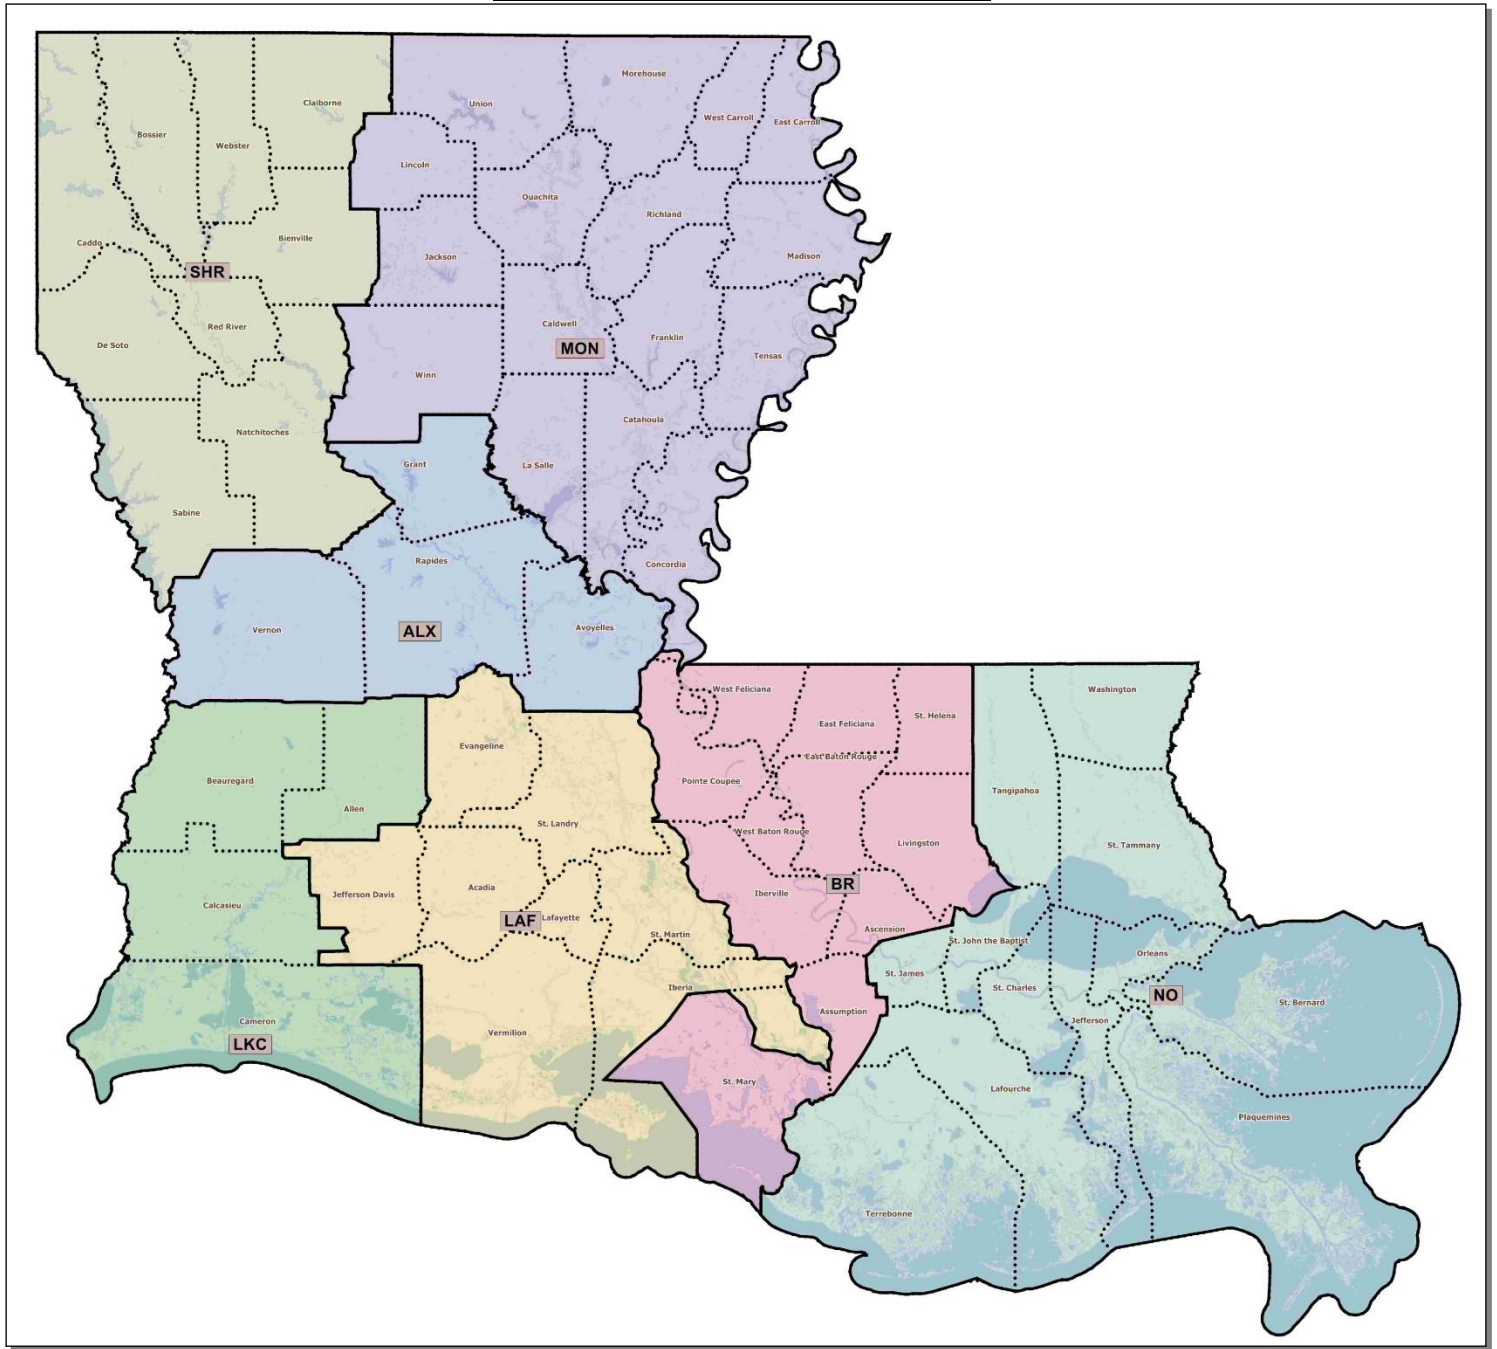 Morehouse
Union
Claiborne
West Carroll
East Carroll
Bossier
Webster
Lincoln
Ouachita
Richland
Bienville
Caddo
Jackson
Madison
SHR
Red River
Caldwell
Franklin
De Soto
MON
Tensas
Winn
Catahoula
Natchitoches
Grant
La Salle
Sabine
Rapides
Concordia
Vernon
ALX
Avoyelles
West Feliciana
Washington
St. Helena
East Feliciana
Evangeline
East Baton Rouge
Beauregard
Pointe Coupee
Tangipahoa
Allen
St. Landry
West Baton Rouge
Livingston
St. Tammany
BR
Jefferson Davis
Acadia
Iberville
Calcasieu
LAF
Lafayette
Ascension
St. Martin
St. John the Baptist
Orleans
St. James
Iberia
St. Charles
NO
St. Bernard
Assumption
Cameron
Jefferson
Vermilion
LKC
St. Mary
Lafourche
Plaquemines
Terrebonne